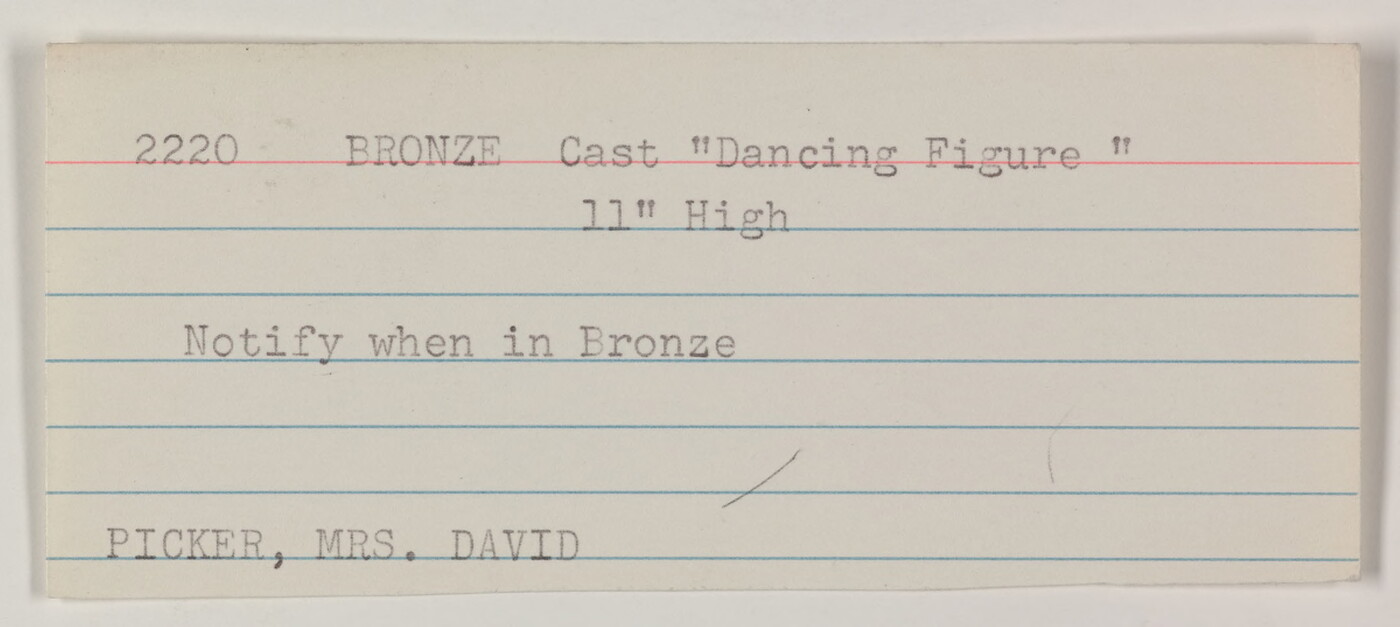 2220 BRONZE Cast "Dancing Figure "
11" High
Notify when in Bronze
PICKER, MRS. DAVID